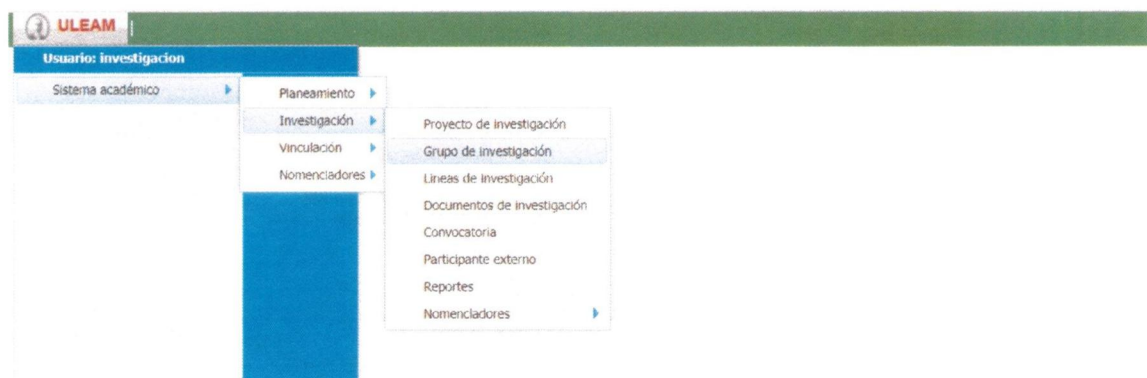 ULEAM
Usuario: investigacion
Sistema académico
Planeamiento
Investigación
Vinculación
Nomencladores
Proyecto de investigación
Grupo de investigación
Lineas de investigación
Documentos de investigación
Convocatoria
Participante externo
Reportes
Nomencladores